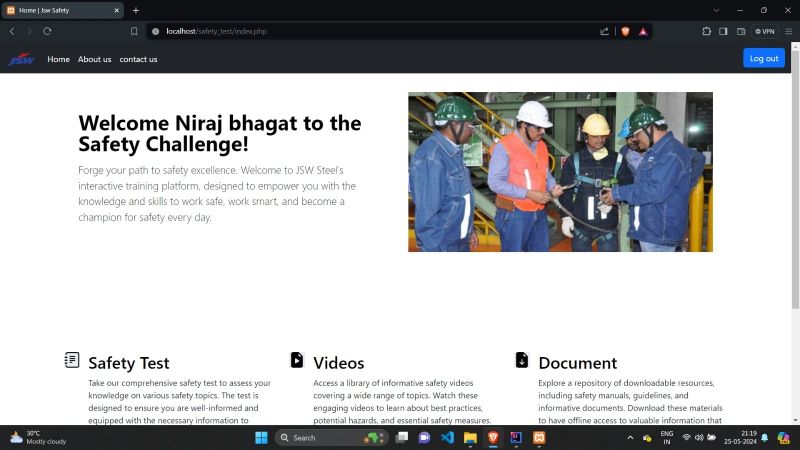 Home | Jsw Safety
localhost/safety_test/index.php
VPN
JSW
Home
About us
contact us
Log out
Welcome Niraj bhagat to the
Safety Challenge!
Forge your path to safety excellence. Welcome to JSW Steel's
interactive training platform, designed to empower you with the
knowledge and skills to work safe, work smart, and become a
champion for safety every day.
Safety Test
Take our comprehensive safety test to assess your
knowledge on various safety topics. The test is
designed to ensure you are well-informed and
equipped with the necessary information to
Videos
Access a library of informative safety videos
covering a wide range of topics. Watch these
engaging videos to learn about best practices,
potential hazards, and essential safety measures.
Document
Explore a repository of downloadable resources,
including safety manuals, guidelines, and
informative documents. Download these materials
to have offline access to valuable information that
30°C
Mostly cloudy
Search
ENG
IN
21:19
25-05-2024